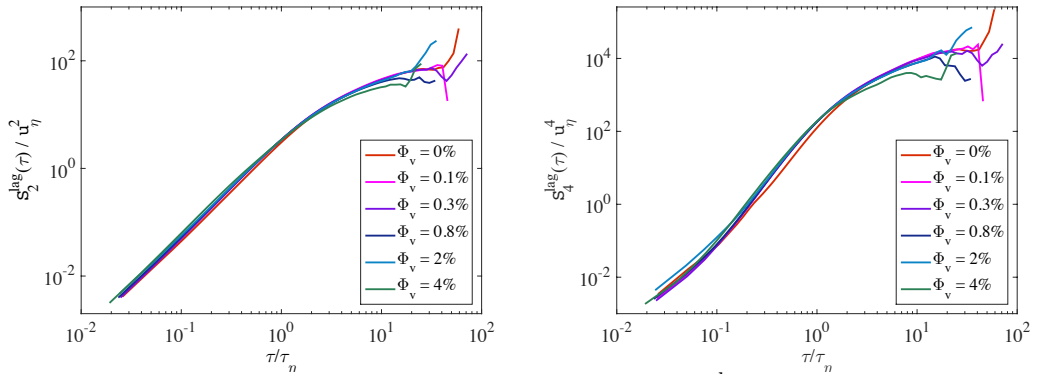 10^2
10^0
10^-2
S_2^lag(τ) / u_η^2
Φ_v = 0%
Φ_v = 0.1%
Φ_v = 0.3%
Φ_v = 0.8%
Φ_v = 2%
Φ_v = 4%
10^-2 10^-1 10^0 10^1 10^2
τ/τ_η
10^4
10^2
10^0
10^-2
S_4^lag(τ) / u_η^4
Φ_v = 0%
Φ_v = 0.1%
Φ_v = 0.3%
Φ_v = 0.8%
Φ_v = 2%
Φ_v = 4%
10^-2 10^-1 10^0 10^1 10^2
τ/τ_η